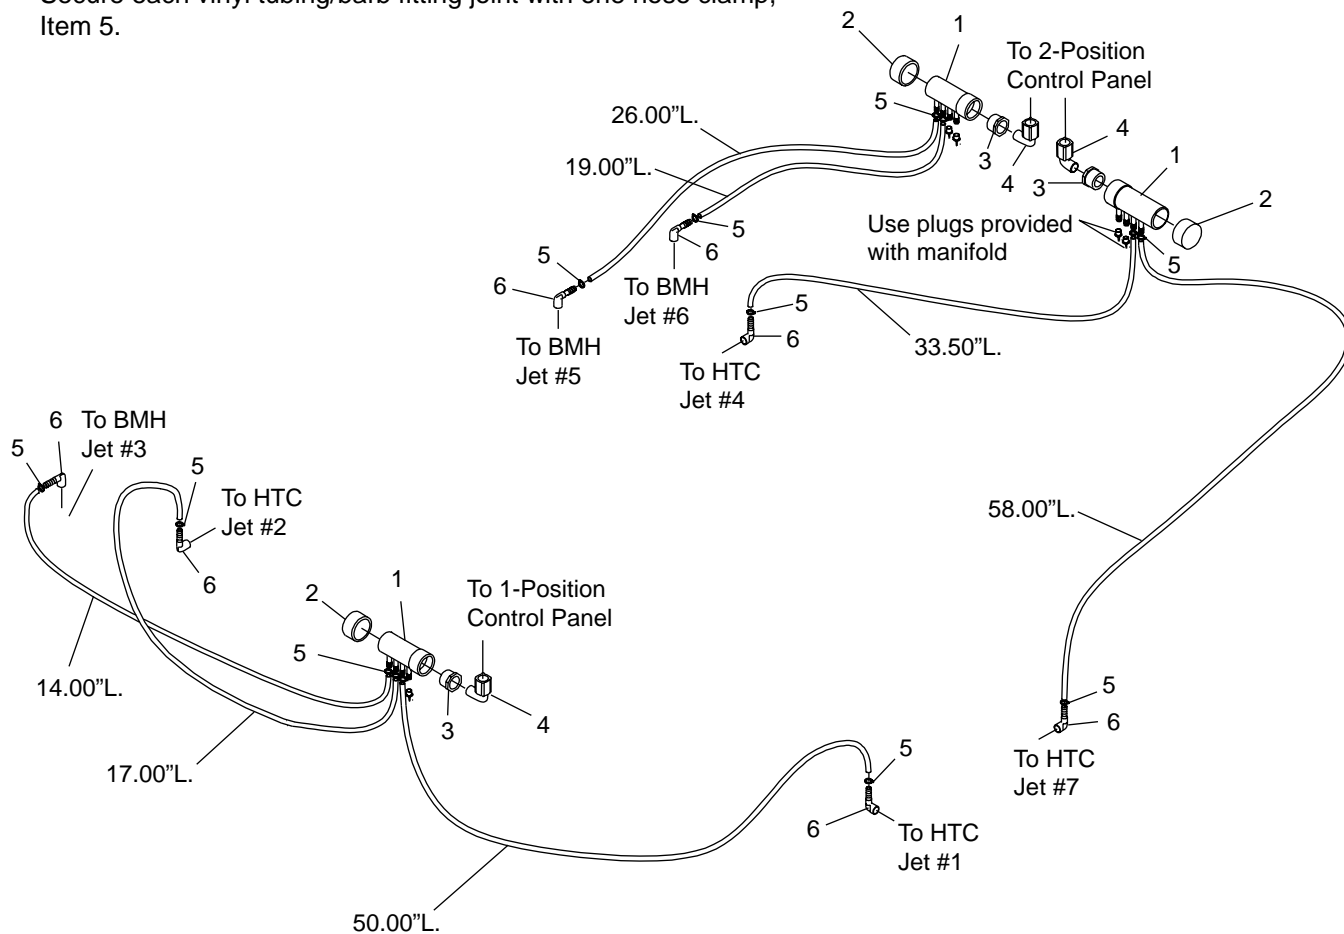 Secure each vinyl tubing/barb fitting joint with one hose clamp,
Item 5.
2
1
To 2-Position
Control Panel
5
26.00”L.
3
4
4
1
19.00”L.
3
2
5
6
Use plugs provided
with manifold
5
5
6
To BMH
Jet #6
5
6
To BMH
Jet #5
33.50”L.
To HTC
Jet #4
6
To BMH
Jet #3
5
5
To HTC
Jet #2
58.00”L.
6
2
1
To 1-Position
Control Panel
5
14.00”L.
3
4
5
6
17.00”L.
5
To HTC
Jet #7
6
To HTC
Jet #1
50.00”L.